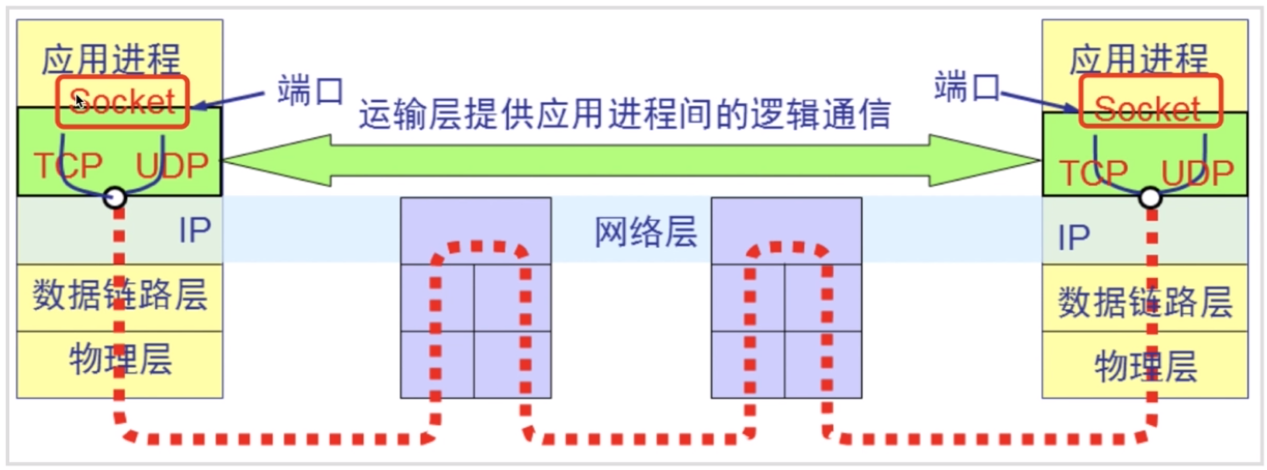 应用进程
Socket
端口
TCP UDP
IP
数据链路层
物理层
运输层提供应用进程间的逻辑通信
网络层
应用进程
端口
Socket
TCP UDP
IP
数据链路层
物理层